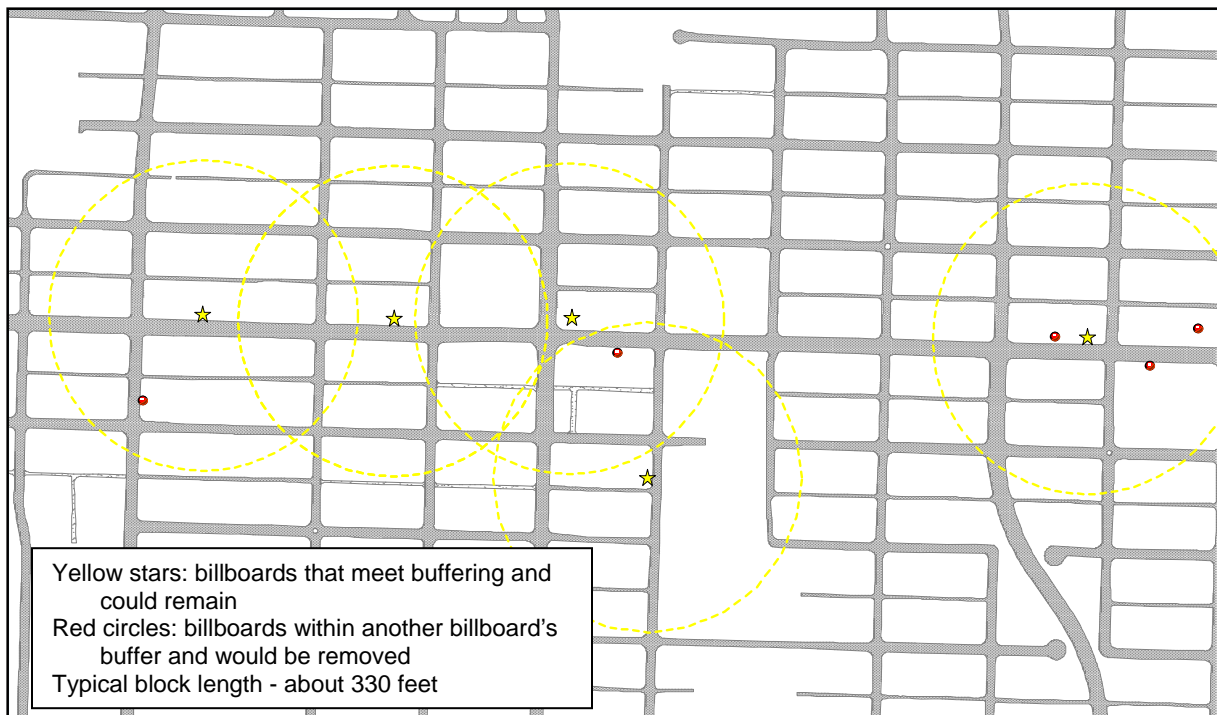 Yellow stars: billboards that meet buffering and
could remain
Red circles: billboards within another billboard's
buffer and would be removed
Typical block length - about 330 feet